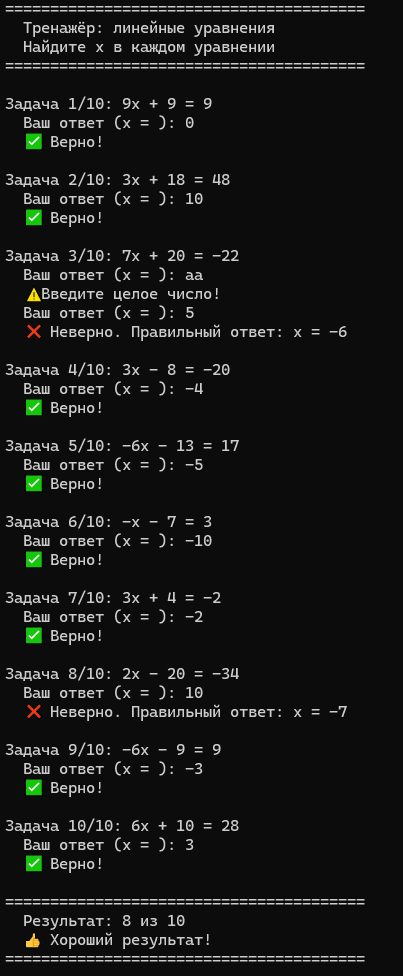 ========================================
Тренажёр: линейные уравнения
Найдите x в каждом уравнении
========================================
Задача 1/10: 9x + 9 = 9
Ваш ответ (x = ): 0
✅ Верно!
Задача 2/10: 3x + 18 = 48
Ваш ответ (x = ): 10
✅ Верно!
Задача 3/10: 7x + 20 = -22
Ваш ответ (x = ): aa
⚠️Введите целое число!
Ваш ответ (x = ): 5
❌ Неверно. Правильный ответ: x = -6
Задача 4/10: 3x - 8 = -20
Ваш ответ (x = ): -4
✅ Верно!
Задача 5/10: -6x - 13 = 17
Ваш ответ (x = ): -5
✅ Верно!
Задача 6/10: -x - 7 = 3
Ваш ответ (x = ): -10
✅ Верно!
Задача 7/10: 3x + 4 = -2
Ваш ответ (x = ): -2
✅ Верно!
Задача 8/10: 2x - 20 = -34
Ваш ответ (x = ): 10
❌ Неверно. Правильный ответ: x = -7
Задача 9/10: -6x - 9 = 9
Ваш ответ (x = ): -3
✅ Верно!
Задача 10/10: 6x + 10 = 28
Ваш ответ (x = ): 3
✅ Верно!
========================================
Результат: 8 из 10
👍 Хороший результат!
========================================